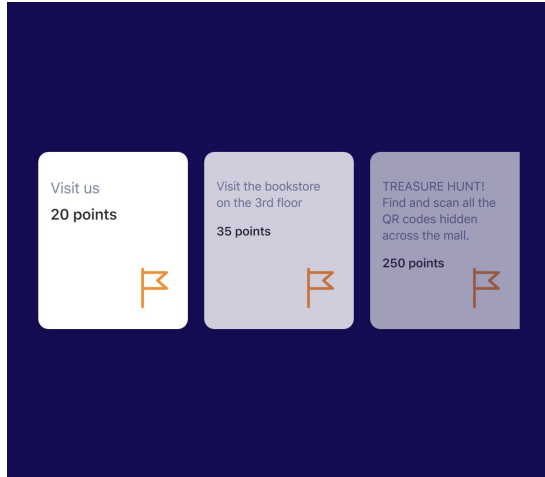 Visit us
20 points
Visit the bookstore
on the 3rd floor
35 points
TREASURE HUNT!
Find and scan all the
QR codes hidden
across the mall.
250 points